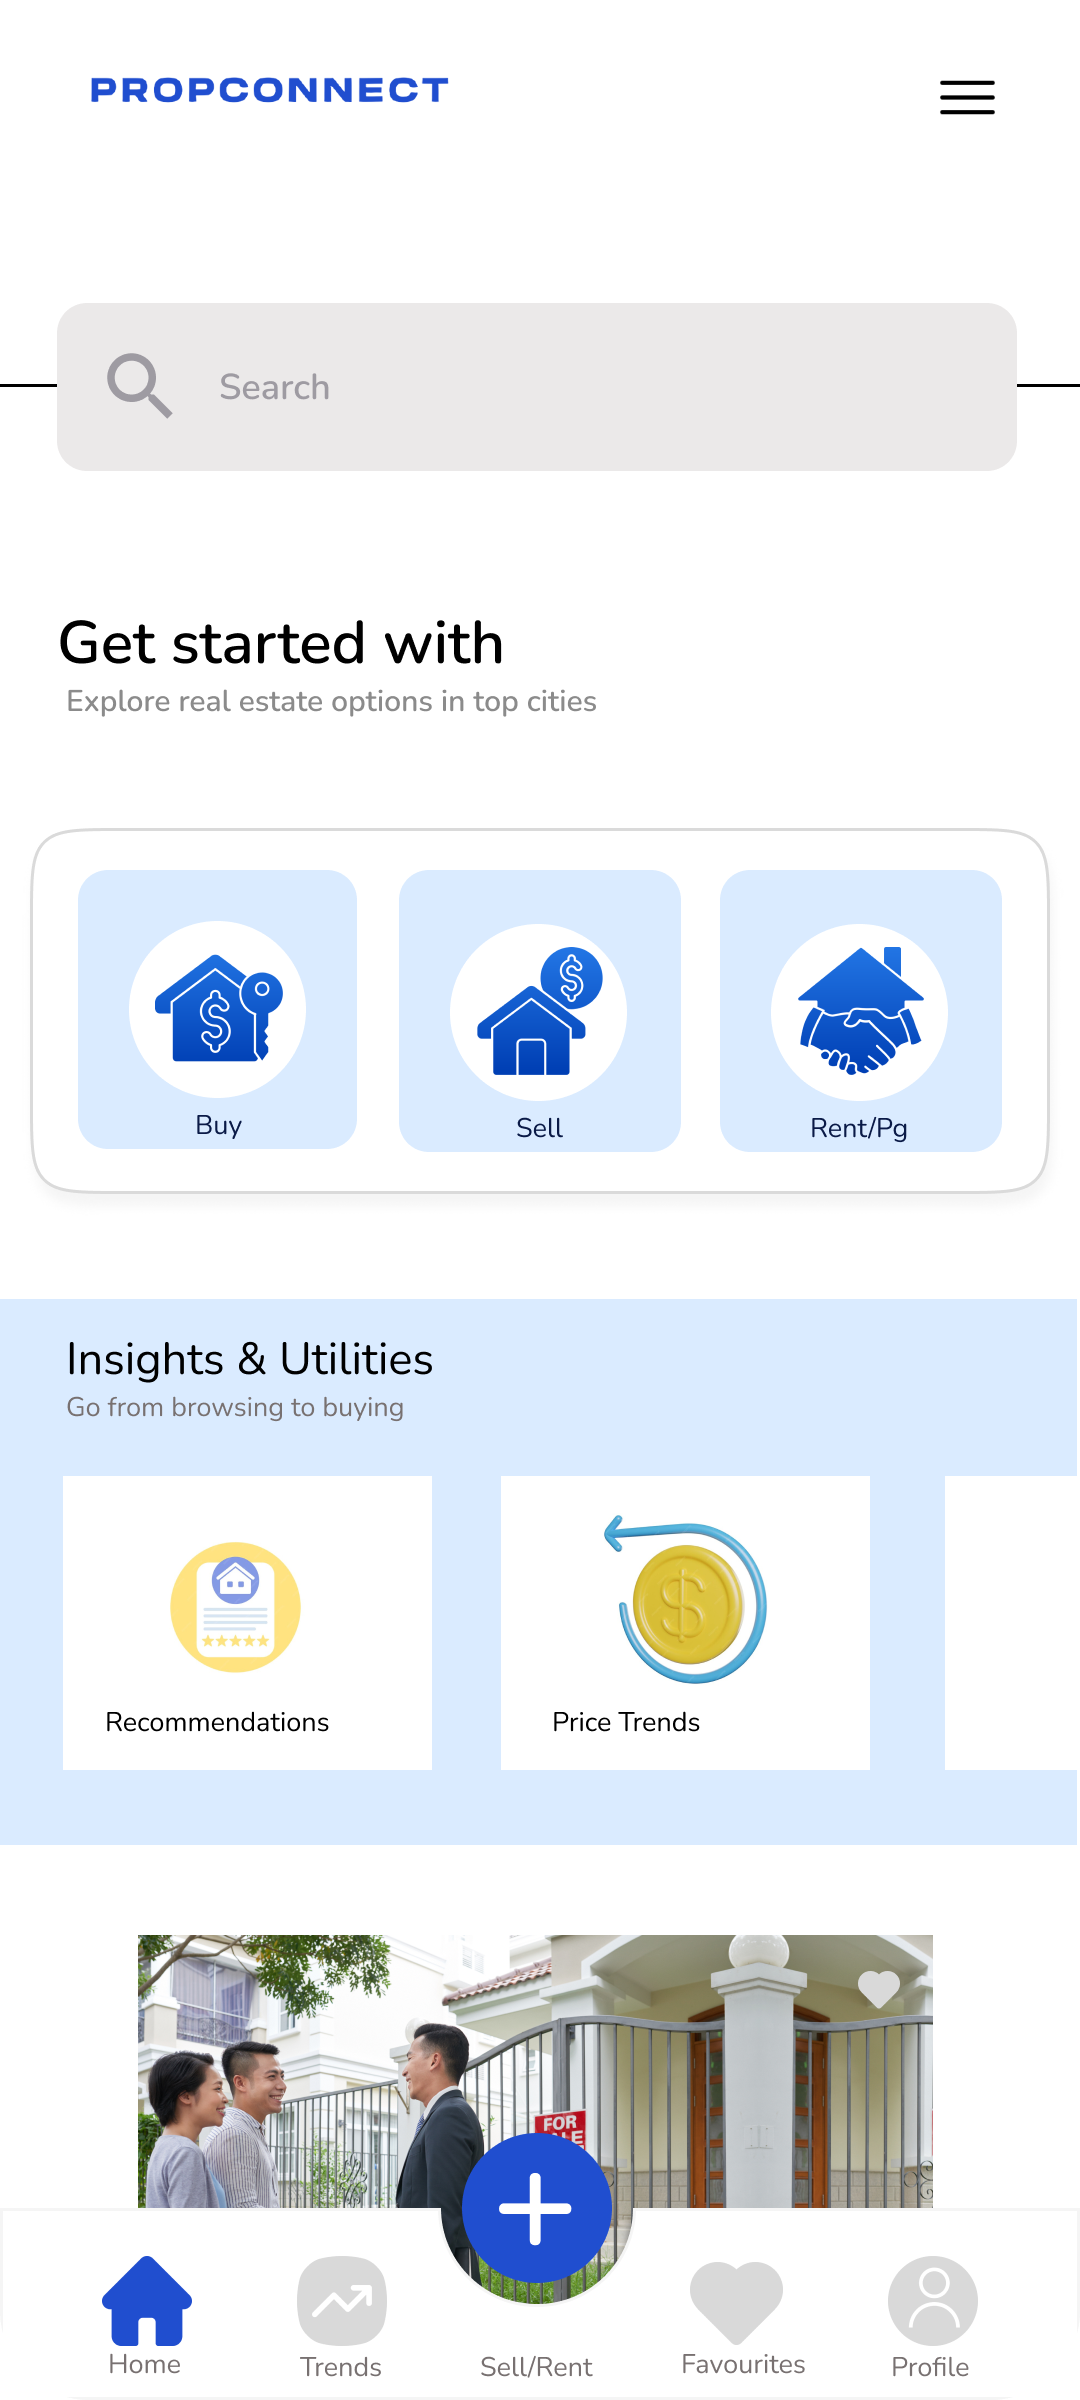 PROPCONNECT
Search
Get started with
Explore real estate options in top cities
Buy
Sell
Rent/Pg
Insights & Utilities
Go from browsing to buying
Recommendations
Price Trends
FOR
Home
Trends
Sell/Rent
Favourites
Profile